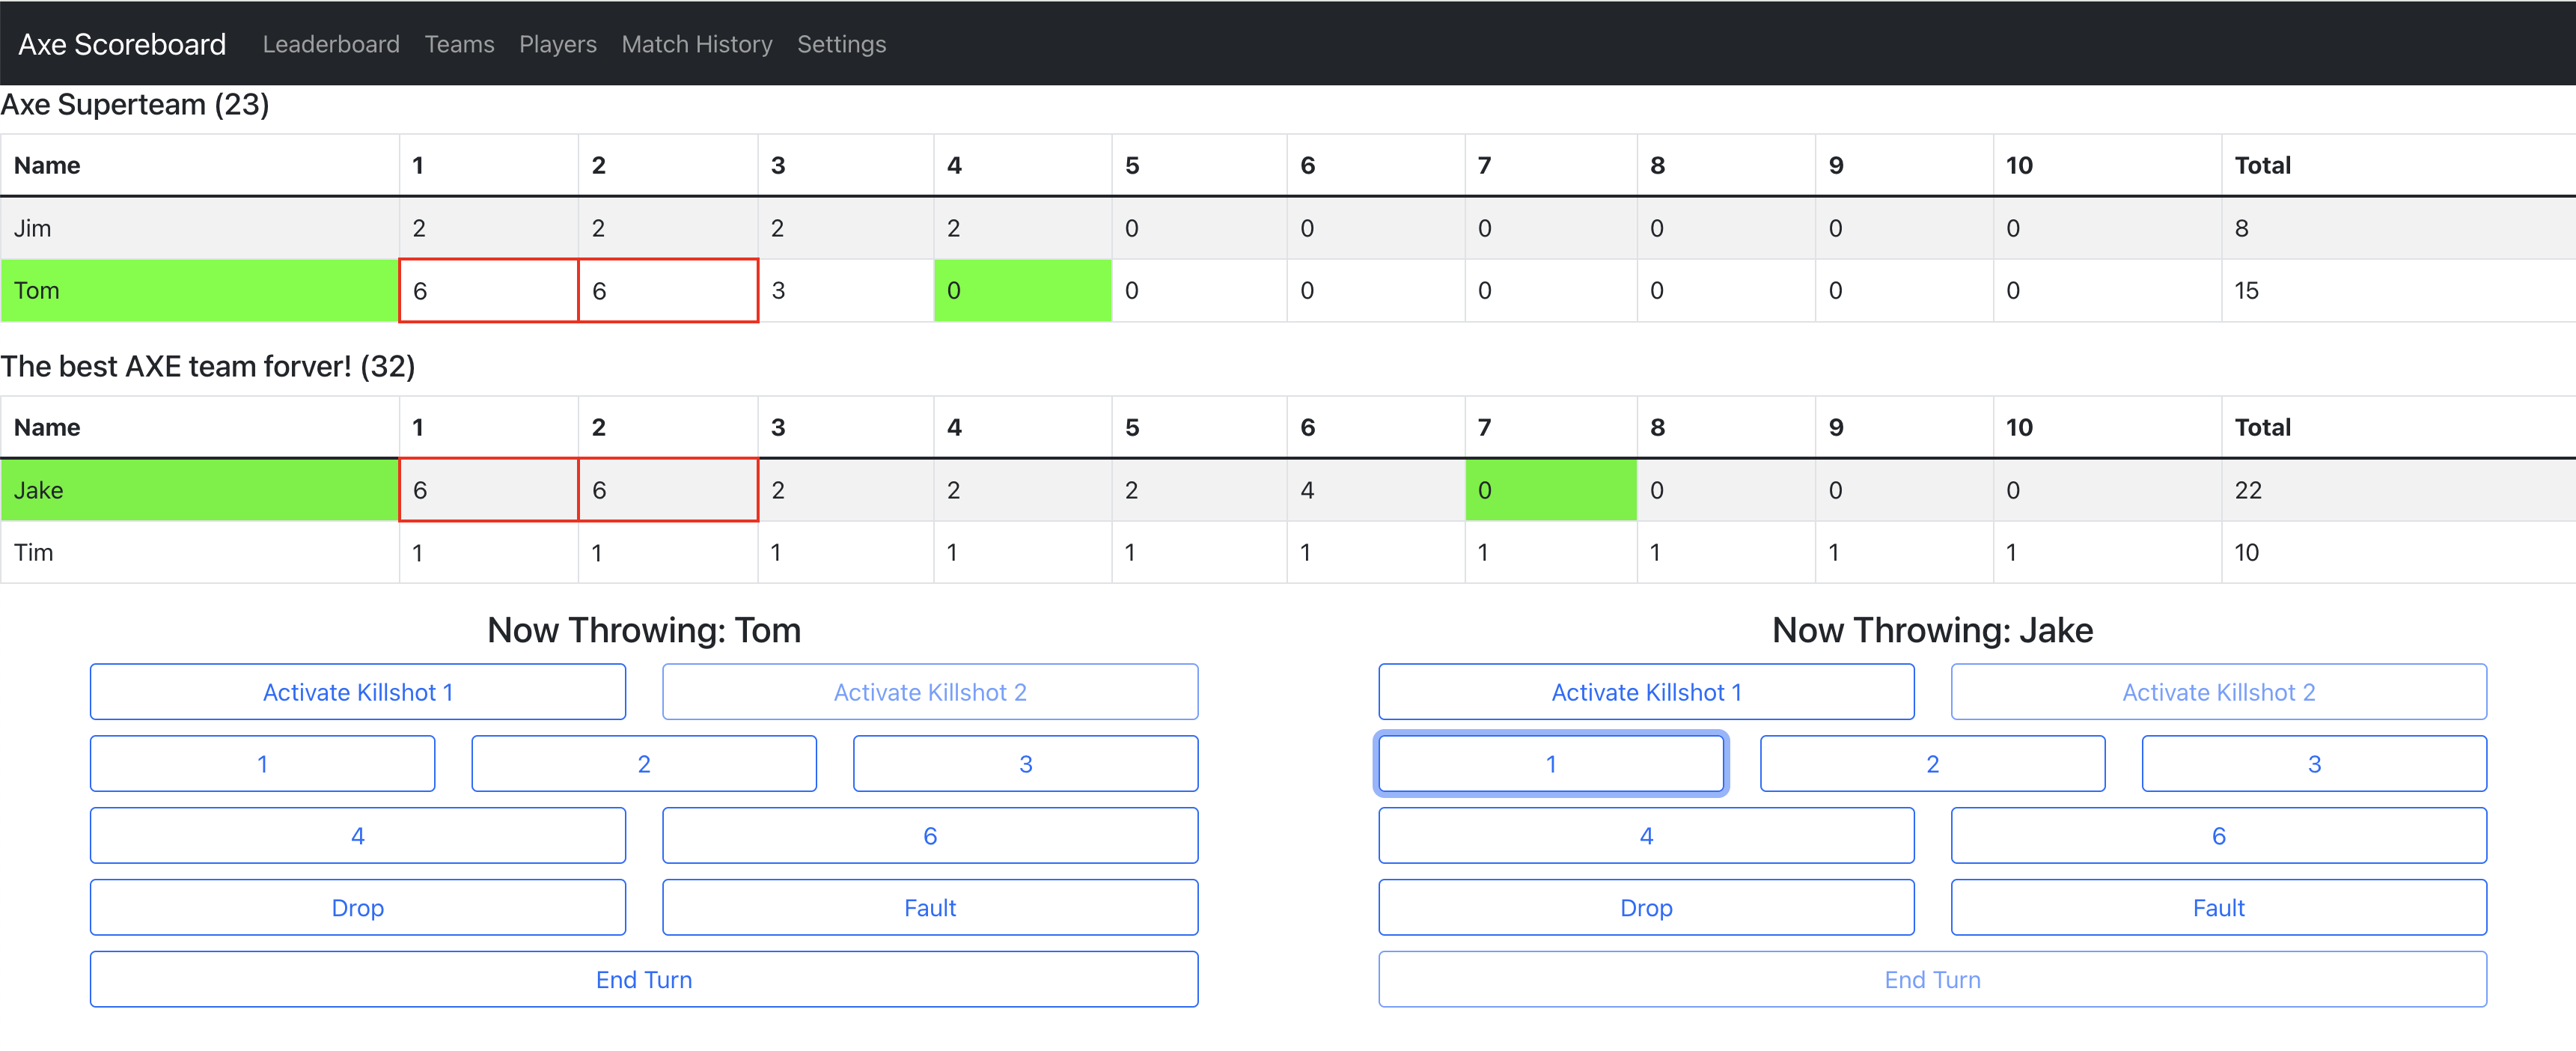 Axe Scoreboard Leaderboard Teams Players Match History Settings
Axe Superteam (23)
Name 1 2 3 4 5 6 7 8 9 10 Total
Jim 2 2 2 2 0 0 0 0 0 0 8
Tom 6 6 3 0 0 0 0 0 0 0 15
The best AXE team forver! (32)
Name 1 2 3 4 5 6 7 8 9 10 Total
Jake 6 6 2 2 2 4 0 0 0 0 22
Tim 1 1 1 1 1 1 1 1 1 1 10
Now Throwing: Tom
Activate Killshot 1 Activate Killshot 2
1 2 3
4 6
Drop Fault
End Turn
Now Throwing: Jake
Activate Killshot 1 Activate Killshot 2
1 2 3
4 6
Drop Fault
End Turn